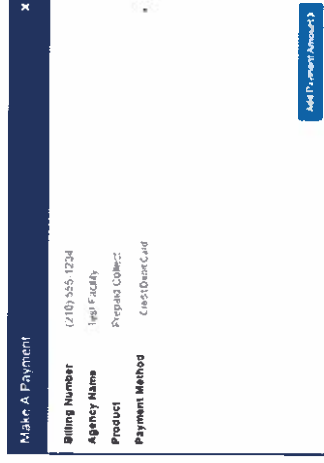 Make A Payment X
Billing Number (210) 555-1234
Agency Name Test Facility
Product Prepaid Collect
Payment Method Credit/Debit Card
Add Payment Amount ›